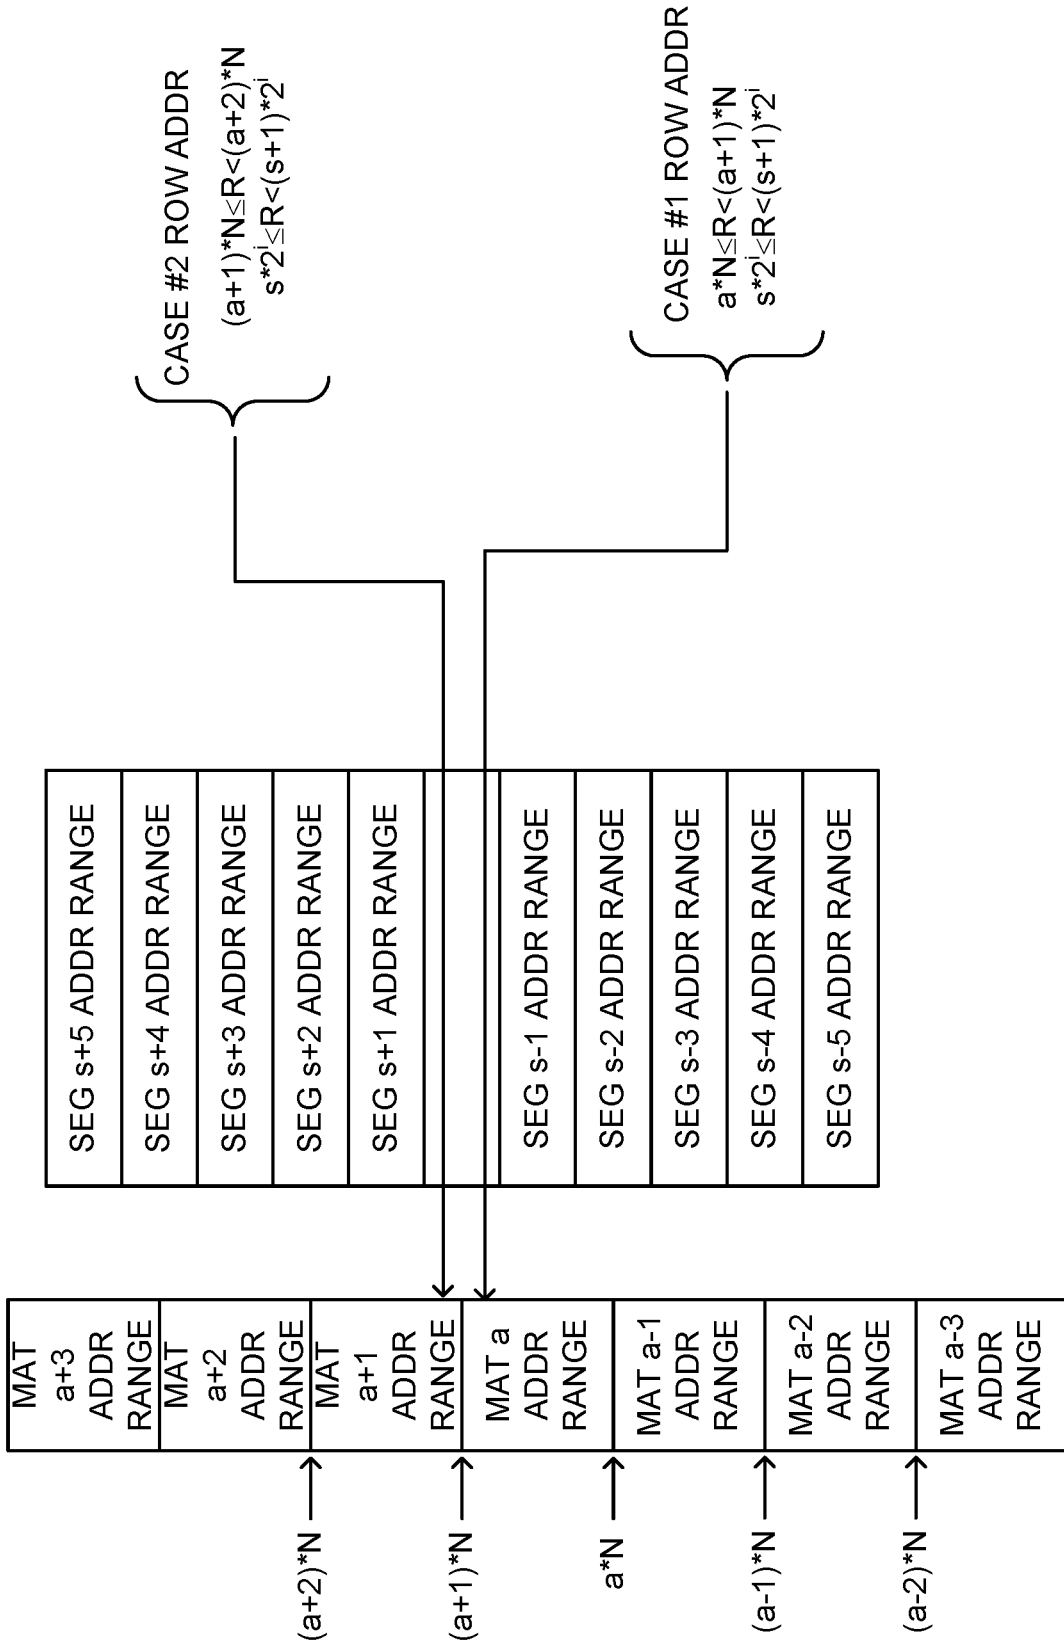 (a+2)*N
(a+1)*N
a*N
(a-1)*N
(a-2)*N
MAT
a+3
ADDR
RANGE
MAT
a+2
ADDR
RANGE
MAT
a+1
ADDR
RANGE
MAT a
ADDR
RANGE
MAT a-1
ADDR
RANGE
MAT a-2
ADDR
RANGE
MAT a-3
ADDR
RANGE
SEG s+5 ADDR RANGE
SEG s+4 ADDR RANGE
SEG s+3 ADDR RANGE
SEG s+2 ADDR RANGE
SEG s+1 ADDR RANGE
SEG s-1 ADDR RANGE
SEG s-2 ADDR RANGE
SEG s-3 ADDR RANGE
SEG s-4 ADDR RANGE
SEG s-5 ADDR RANGE
CASE #2 ROW ADDR
(a+1)*N≤R<(a+2)*N
s*2ⁱ≤R<(s+1)*2ⁱ
CASE #1 ROW ADDR
a*N≤R<(a+1)*N
s*2ⁱ≤R<(s+1)*2ⁱ